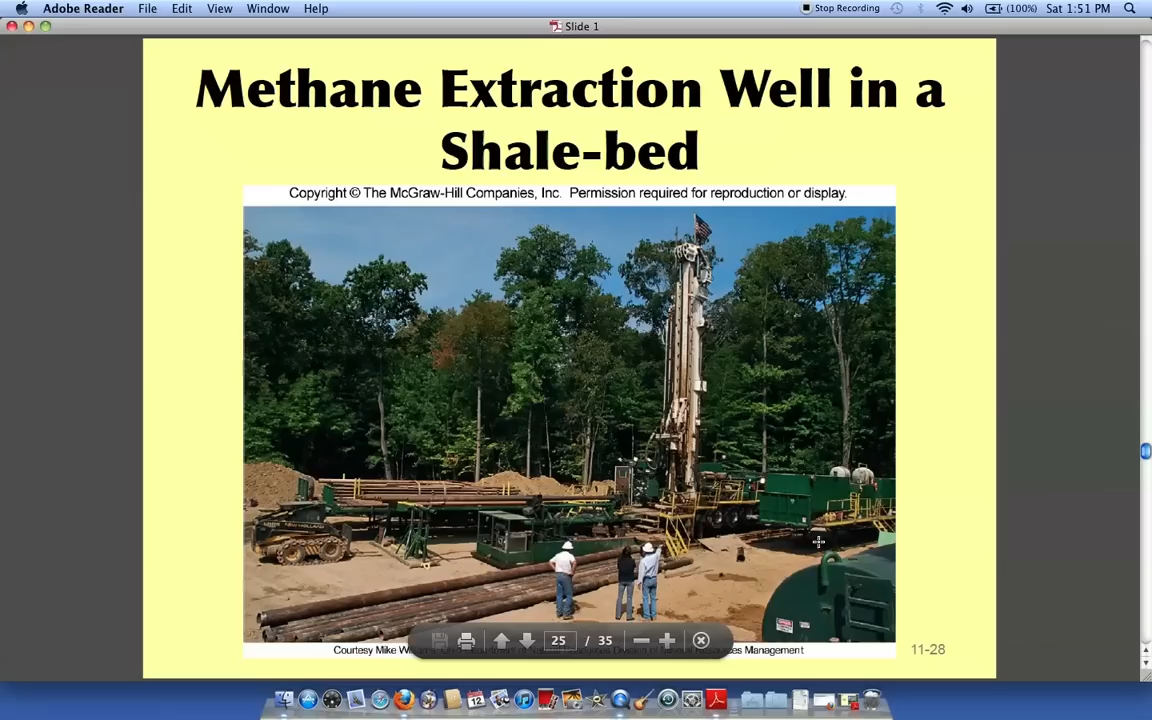 Adobe Reader File Edit View Window Help Stop Recording (100%) Sat 1:51 PM
Slide 1
Methane Extraction Well in a
Shale-bed
Copyright © The McGraw-Hill Companies, Inc. Permission required for reproduction or display.
25 / 35
Courtesy Mike Management
11-28
12